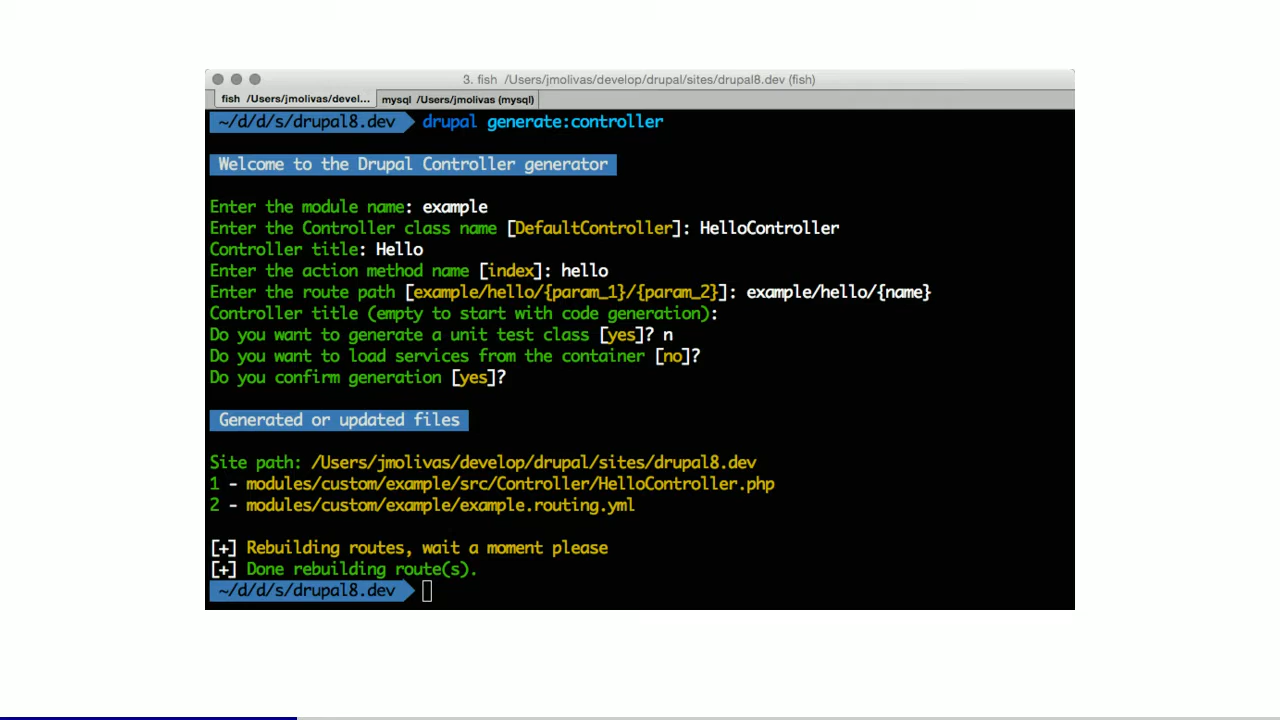 3. fish /Users/jmolivas/develop/drupal/sites/drupal8.dev (fish)
fish /Users/jmolivas/devel... mysql /Users/jmolivas (mysql)
~/d/d/s/drupal8.dev drupal generate:controller
Welcome to the Drupal Controller generator
Enter the module name: example
Enter the Controller class name [DefaultController]: HelloController
Controller title: Hello
Enter the action method name [index]: hello
Enter the route path [example/hello/{param_1}/{param_2}]: example/hello/{name}
Controller title (empty to start with code generation):
Do you want to generate a unit test class [yes]? n
Do you want to load services from the container [no]?
Do you confirm generation [yes]?
Generated or updated files
Site path: /Users/jmolivas/develop/drupal/sites/drupal8.dev
1 - modules/custom/example/src/Controller/HelloController.php
2 - modules/custom/example/example.routing.yml
[+] Rebuilding routes, wait a moment please
[+] Done rebuilding route(s).
~/d/d/s/drupal8.dev